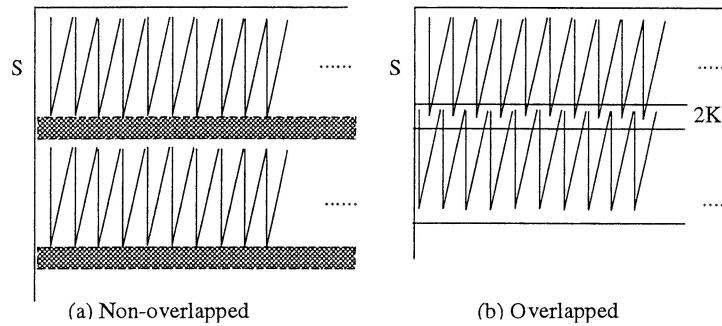 S
......
......
(a) Non-overlapped
S
.....
2K
....
(b) Overlapped